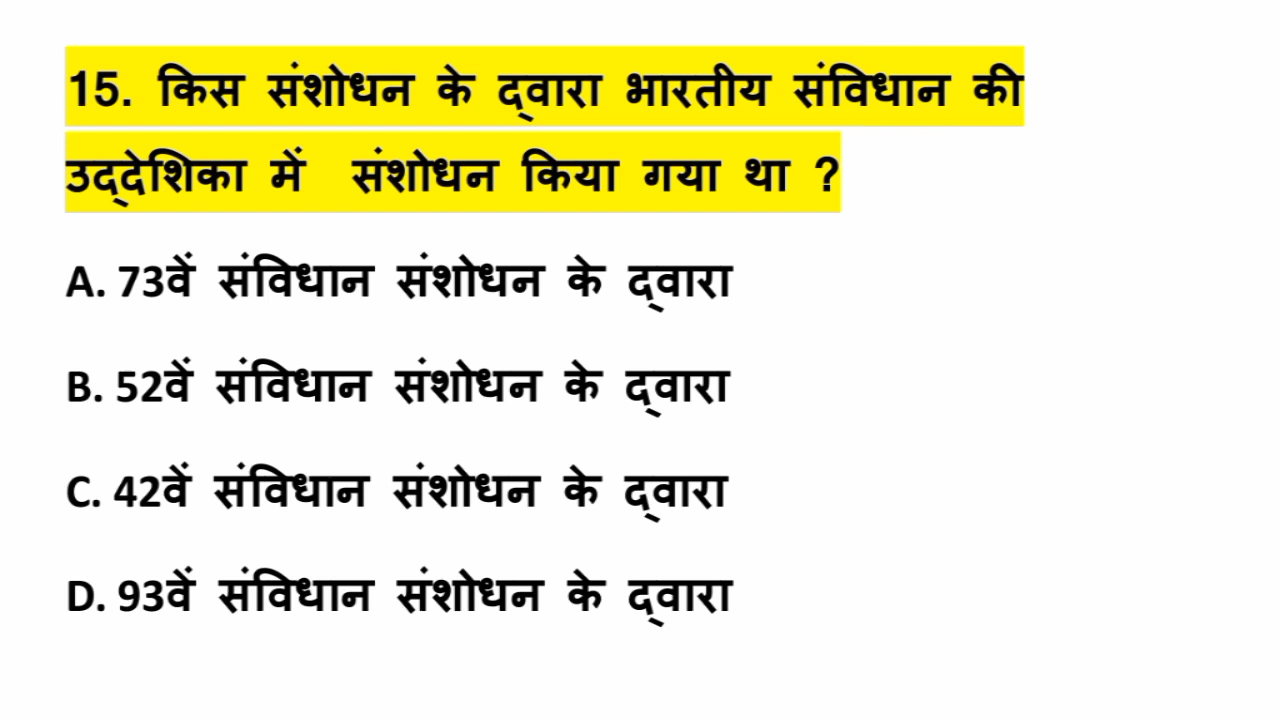 15. किस संशोधन के द्वारा भारतीय संविधान की
उद्देशिका में संशोधन किया गया था ?
A. 73वें संविधान संशोधन के द्वारा
B. 52वें संविधान संशोधन के द्वारा
C. 42वें संविधान संशोधन के द्वारा
D. 93वें संविधान संशोधन के द्वारा